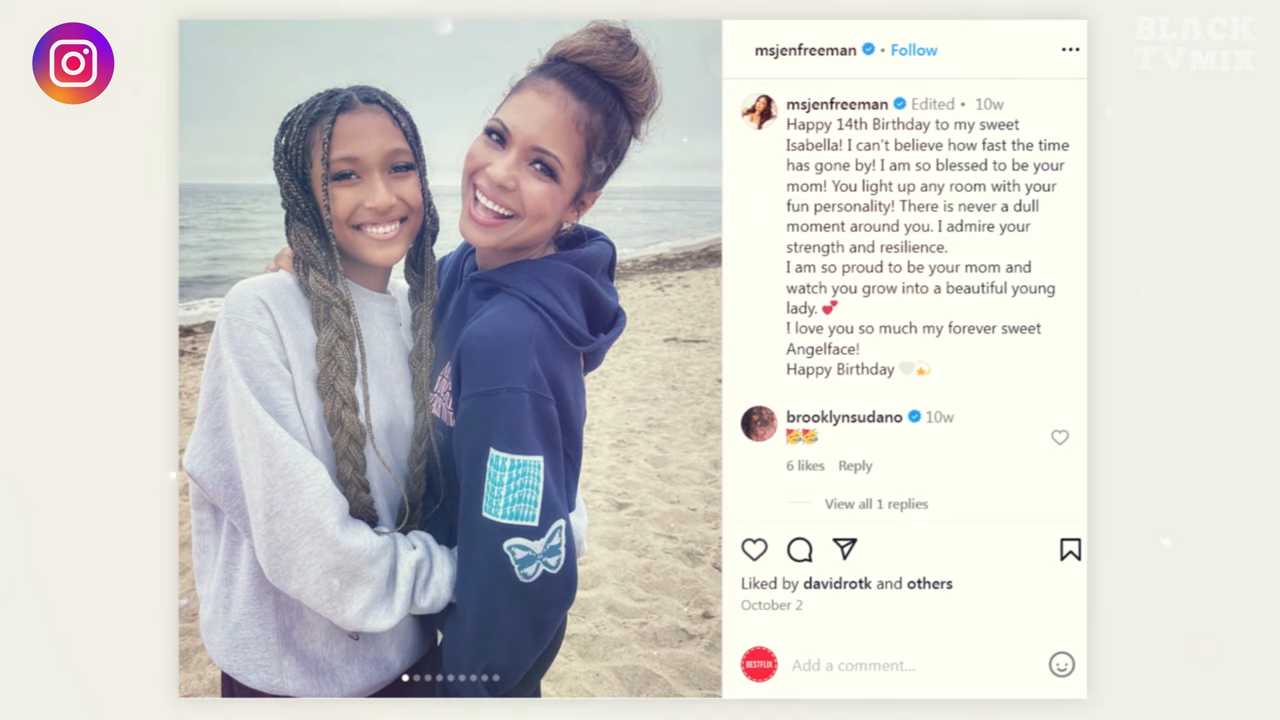 BLACK
TV MIX
msjenfreeman • Follow
msjenfreeman Edited • 10w
Happy 14th Birthday to my sweet
Isabella! I can't believe how fast the time
has gone by! I am so blessed to be your
mom! You light up any room with your
fun personality! There is never a dull
moment around you. I admire your
strength and resilience.
I am so proud to be your mom and
watch you grow into a beautiful young
lady. 💕
I love you so much my forever sweet
Angelface!
Happy Birthday 🤍💫
brooklynsudano 10w
🥳🥳
6 likes Reply
View all 1 replies
Liked by davidrotk and others
October 2
BESTFLIX
Add a comment...